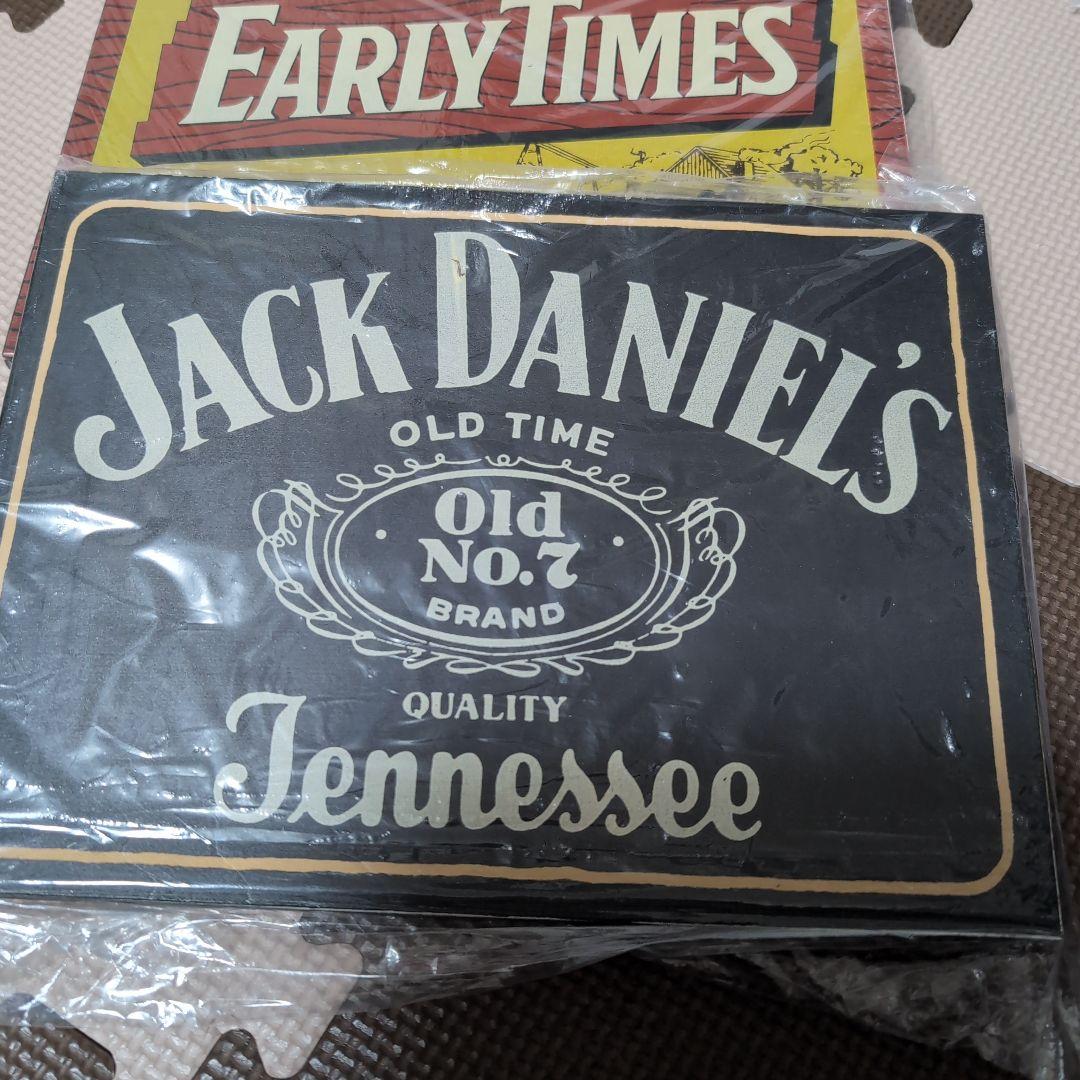 EARLY TIMES
JACK DANIEL'S
OLD TIME
Old
No.7
BRAND
QUALITY
Tennessee